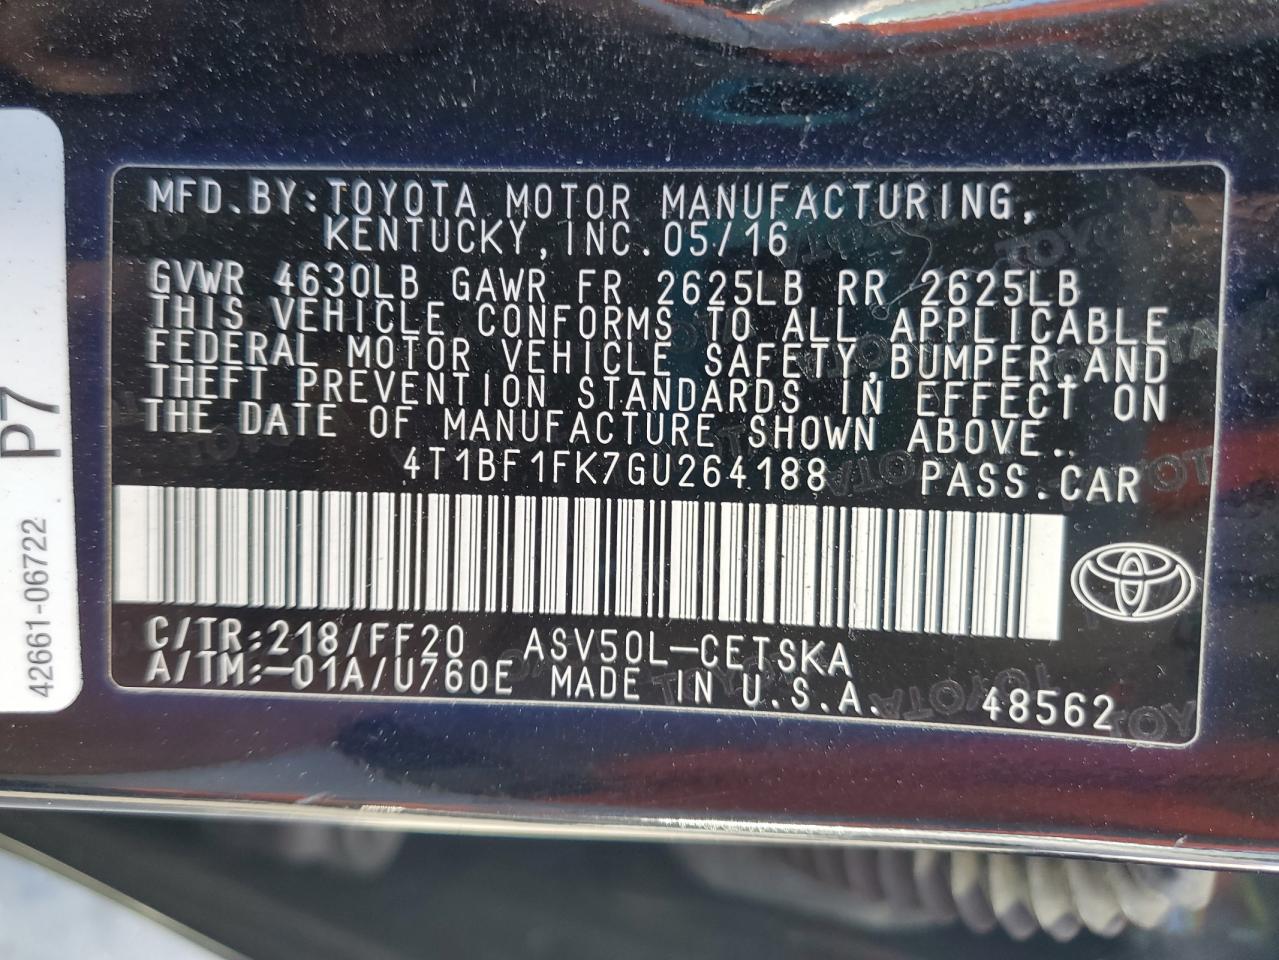 MFD.BY:TOYOTA MOTOR MANUFACTURING,
KENTUCKY,INC.05/16
GVWR 4630LB GAWR FR 2625LB RR 2625LB
THIS VEHICLE CONFORMS TO ALL APPLICABLE
FEDERAL MOTOR VEHICLE SAFETY,BUMPER,AND
THEFT PREVENTION STANDARDS IN EFFECT ON
THE DATE OF MANUFACTURE SHOWN ABOVE..
4T1BF1FK7GU264188 PASS.CAR
C/TR:218/FF20 ASV50L-CETSKA
A/TM:-01A/U760E MADE IN U.S.A. 48562
P7
42661-06722